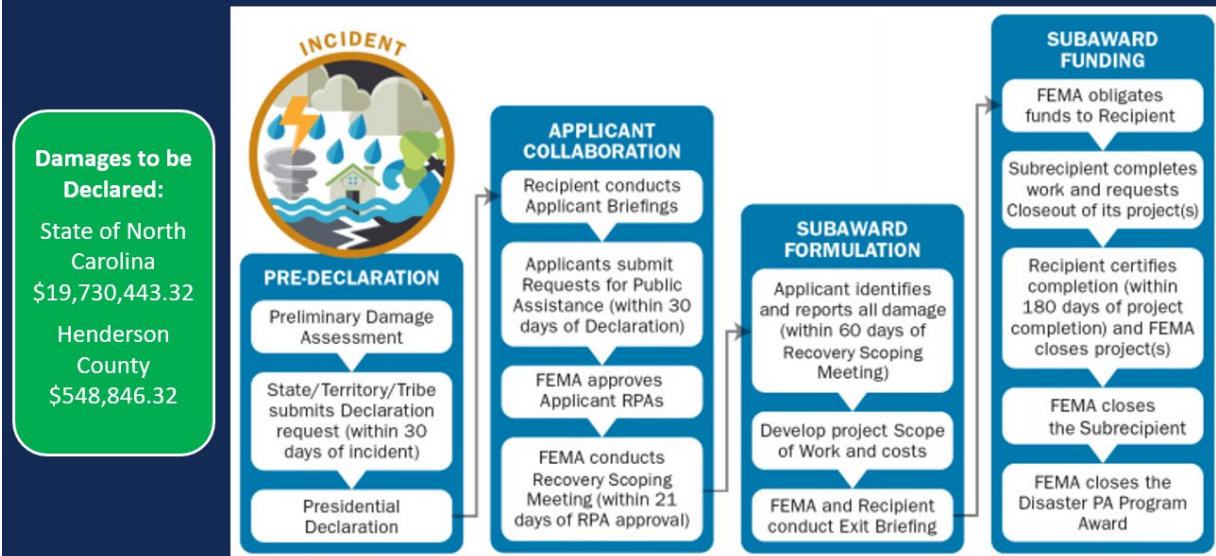 Damages to be
Declared:
State of North
Carolina
$19,730,443.32
Henderson
County
$548,846.32
INCIDENT
PRE-DECLARATION
Preliminary Damage
Assessment
State/Territory/Tribe
submits Declaration
request (within 30
days of incident)
Presidential
Declaration
APPLICANT
COLLABORATION
Recipient conducts
Applicant Briefings
Applicants submit
Requests for Public
Assistance (within 30
days of Declaration)
FEMA approves
Applicant RPAs
FEMA conducts
Recovery Scoping
Meeting (within 21
days of RPA approval)
SUBAWARD
FORMULATION
Applicant identifies
and reports all damage
(within 60 days of
Recovery Scoping
Meeting)
Develop project Scope
of Work and costs
FEMA and Recipient
conduct Exit Briefing
SUBAWARD
FUNDING
FEMA obligates
funds to Recipient
Subrecipient completes
work and requests
Closeout of its project(s)
Recipient certifies
completion (within
180 days of project
completion) and FEMA
closes project(s)
FEMA closes
the Subrecipient
FEMA closes the
Disaster PA Program
Award